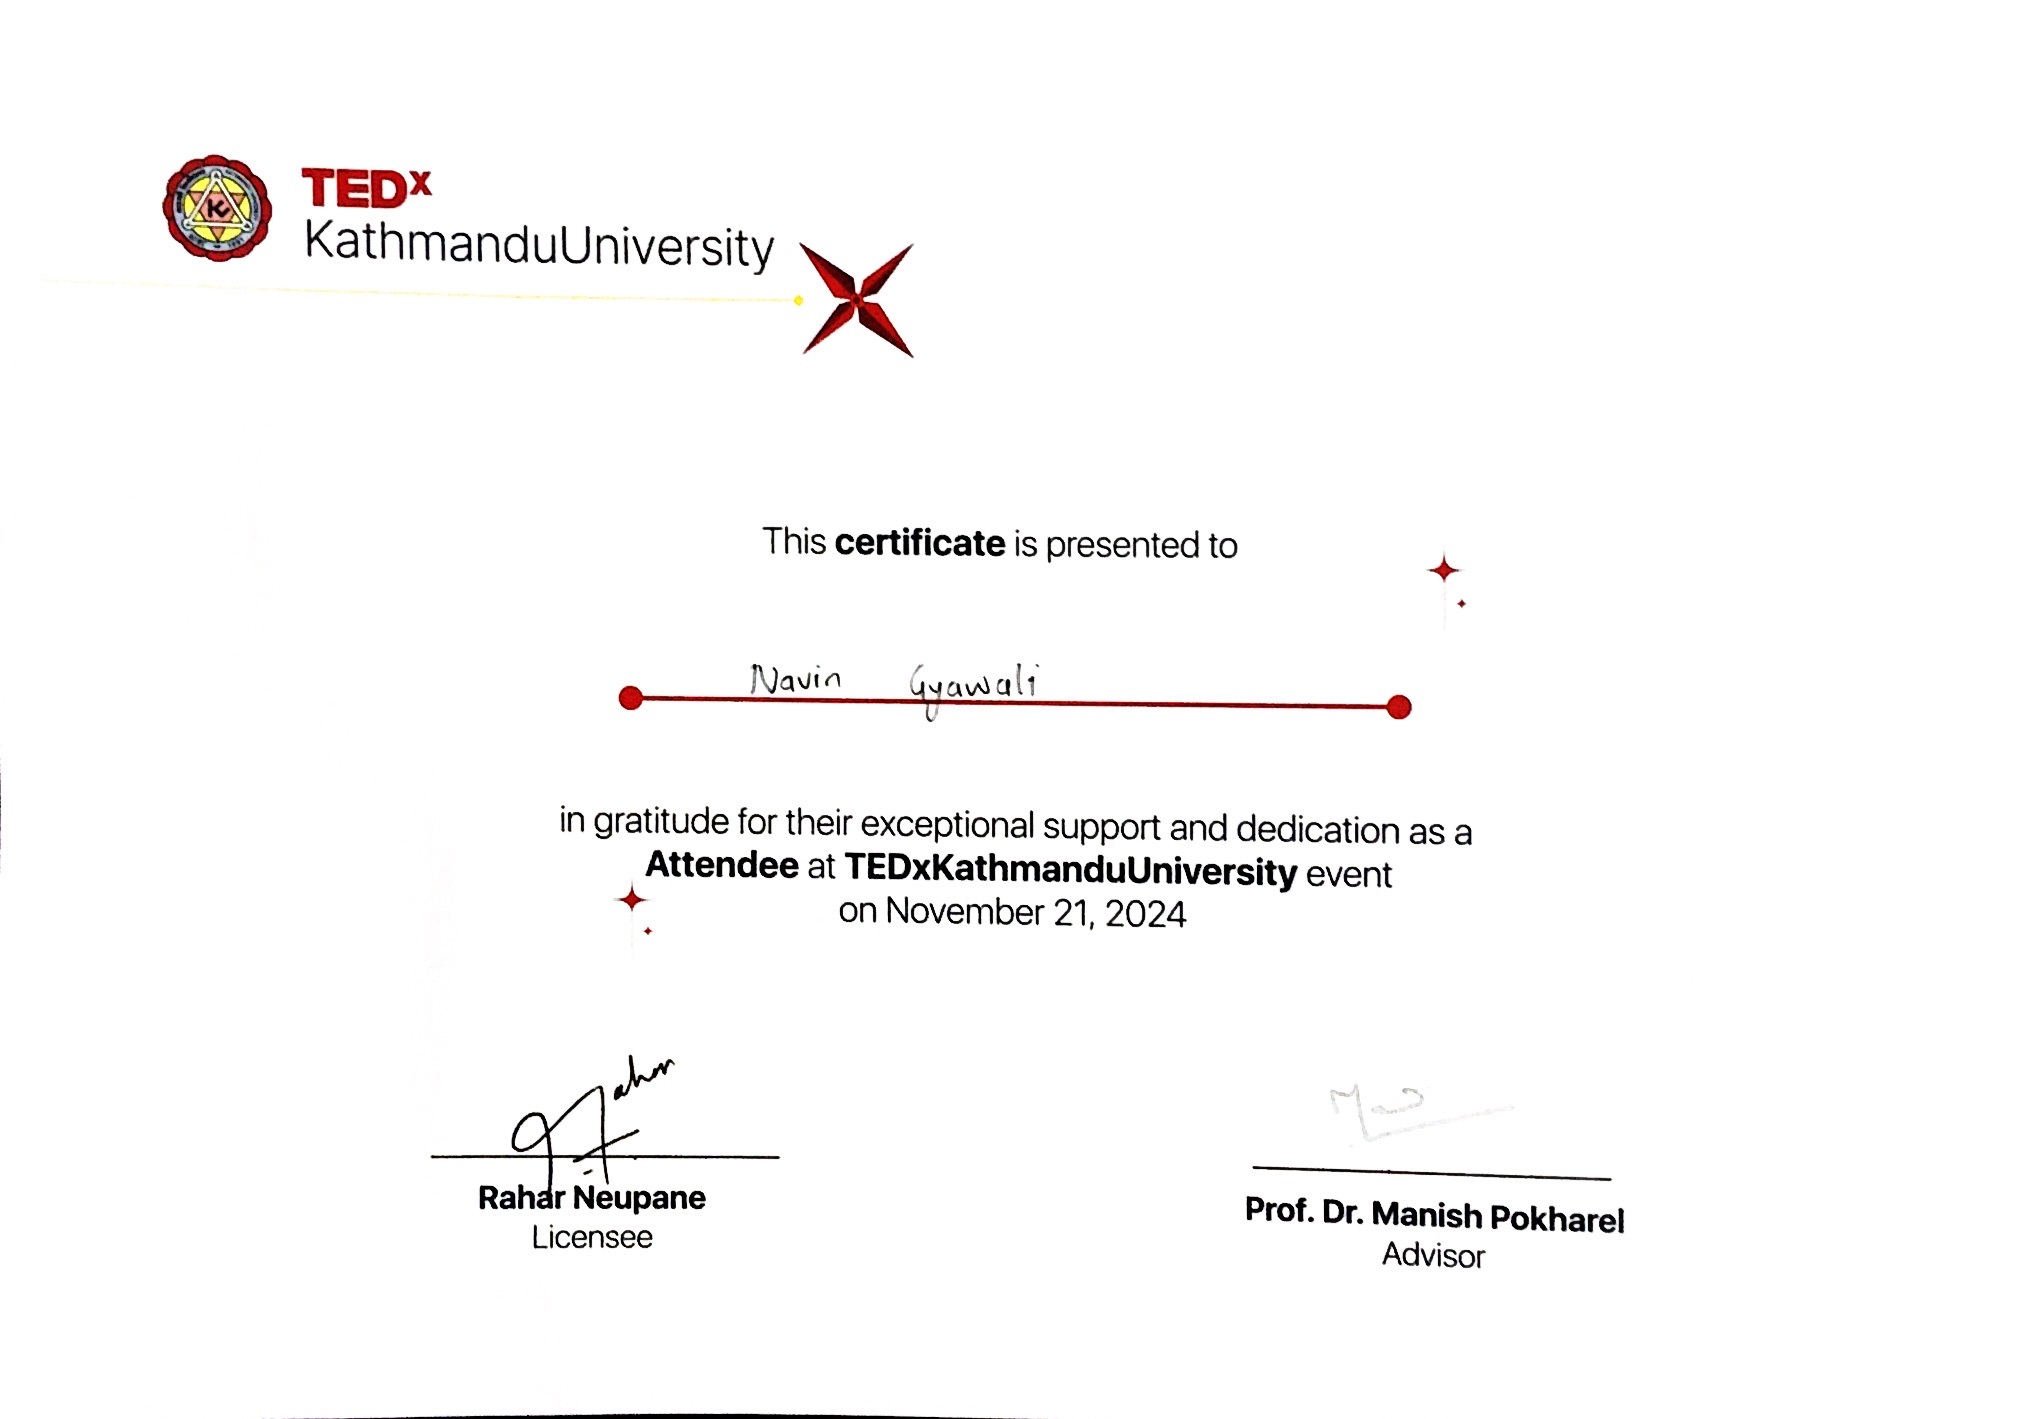 TEDx
KathmanduUniversity
This certificate is presented to
Navin Gyawali
in gratitude for their exceptional support and dedication as a
Attendee at TEDxKathmanduUniversity event
on November 21, 2024
Rahar Neupane
Licensee
Prof. Dr. Manish Pokharel
Advisor